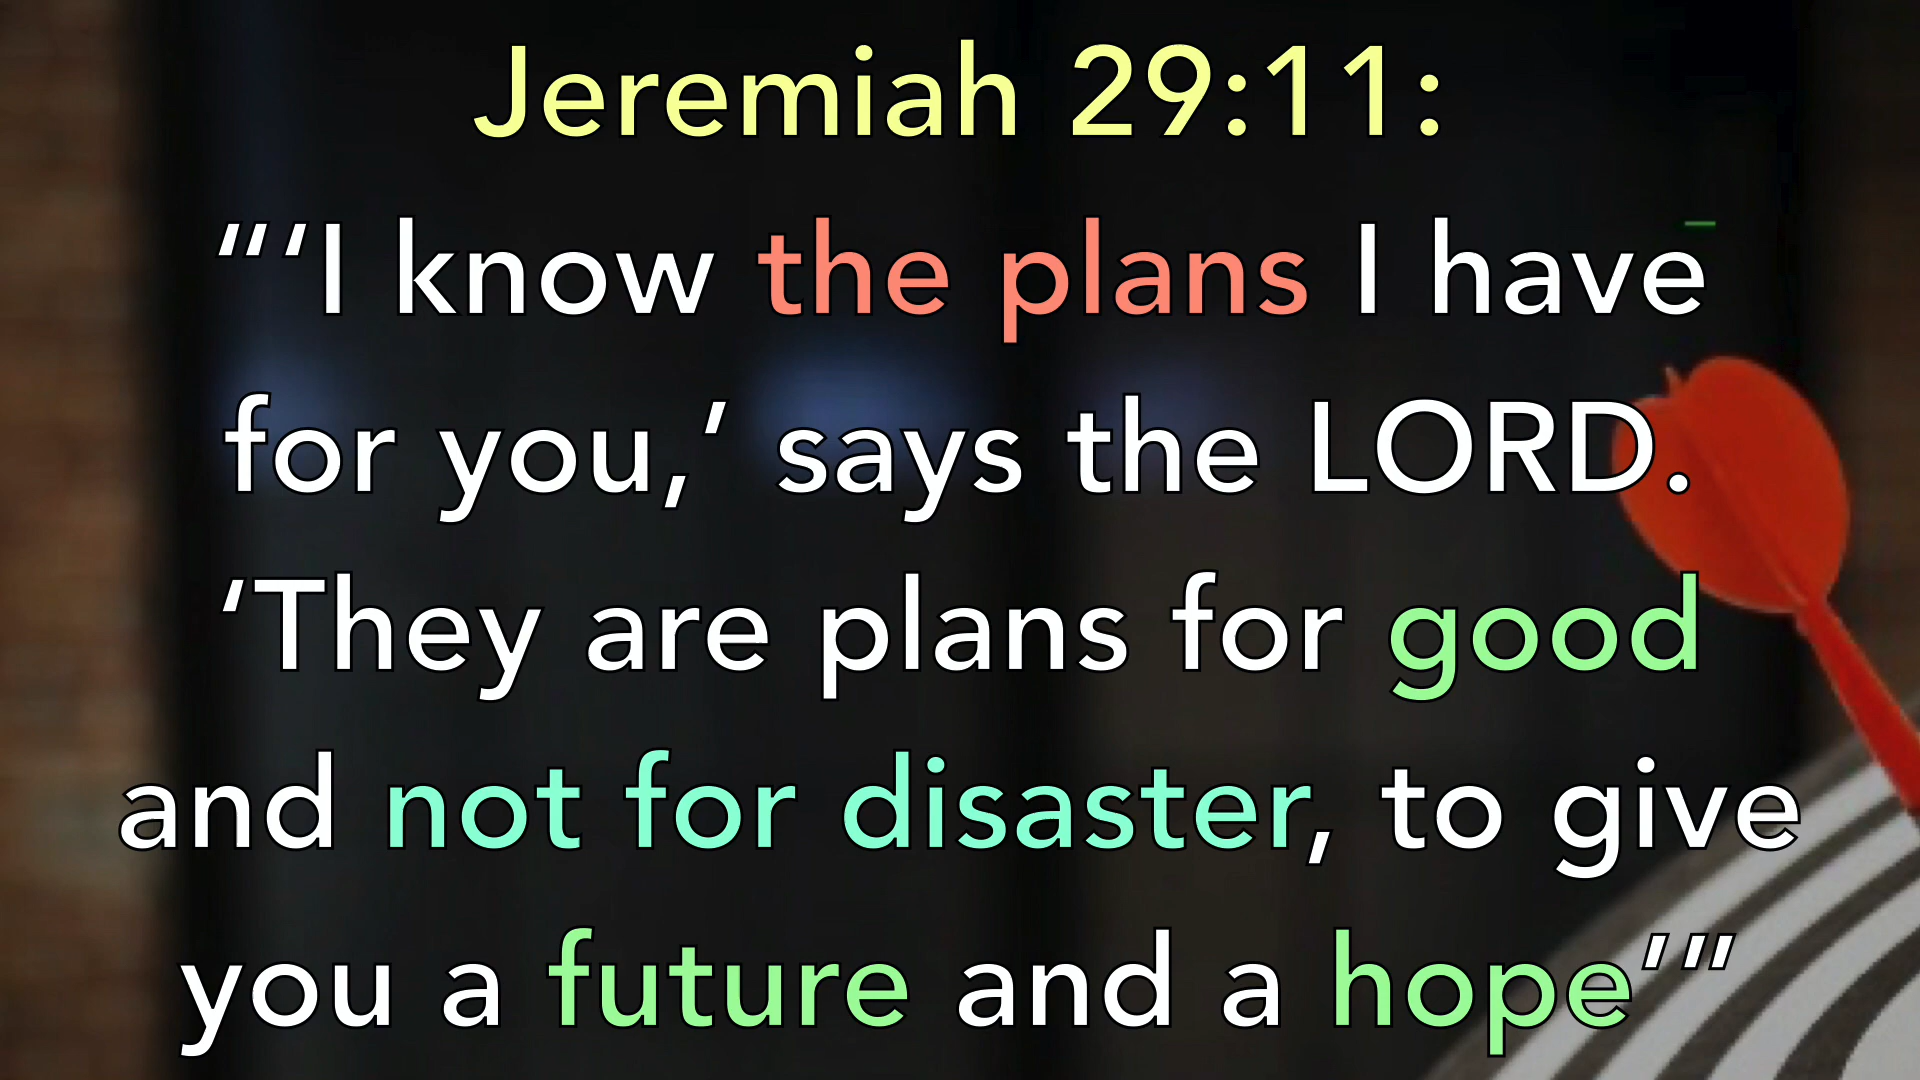 Jeremiah 29:11:
“‘I know the plans I have
for you,’ says the LORD.
‘They are plans for good
and not for disaster, to give
you a future and a hope’”